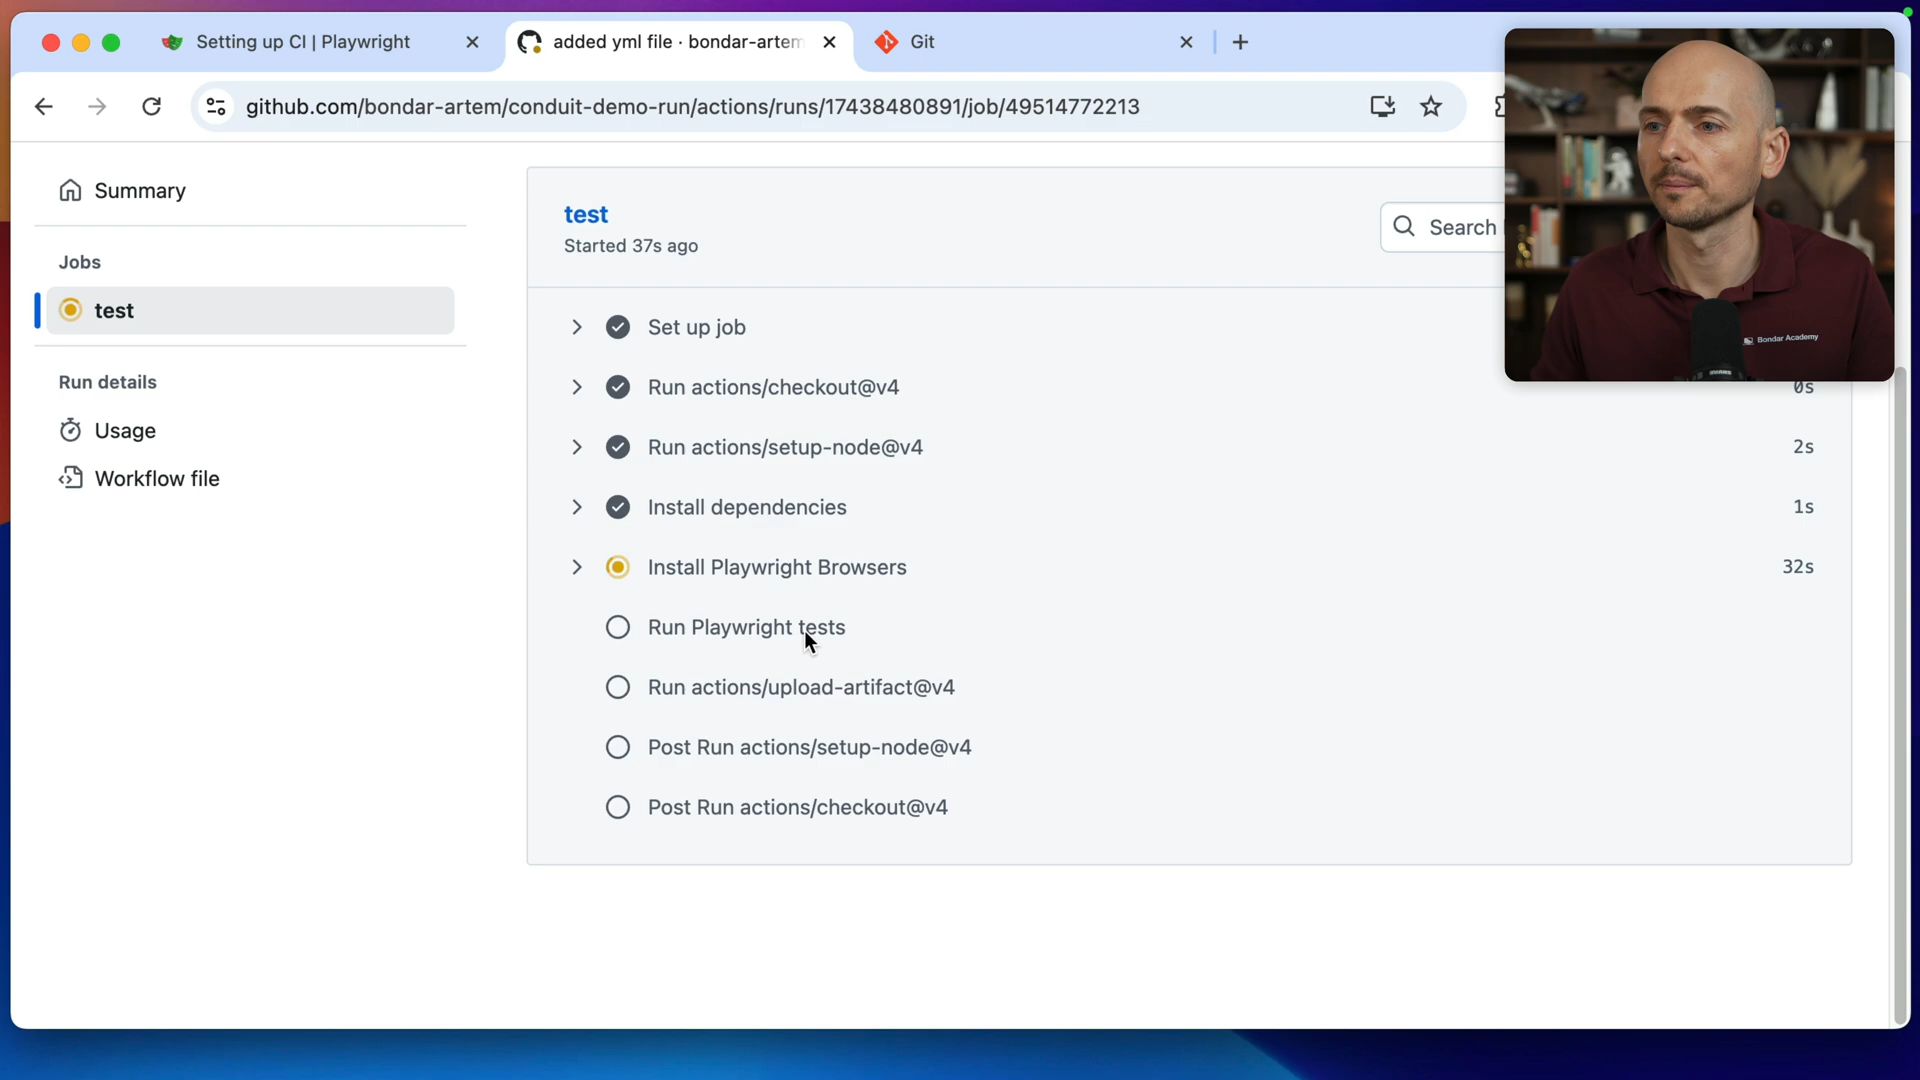 Setting up CI | Playwright
added yml file · bondar-artem
Git
github.com/bondar-artem/conduit-demo-run/actions/runs/17438480891/job/49514772213
Summary
Jobs
test
Run details
Usage
Workflow file
test
Started 37s ago
Search
Set up job
Run actions/checkout@v4
0s
Run actions/setup-node@v4
2s
Install dependencies
1s
Install Playwright Browsers
32s
Run Playwright tests
Run actions/upload-artifact@v4
Post Run actions/setup-node@v4
Post Run actions/checkout@v4
Bondar Academy